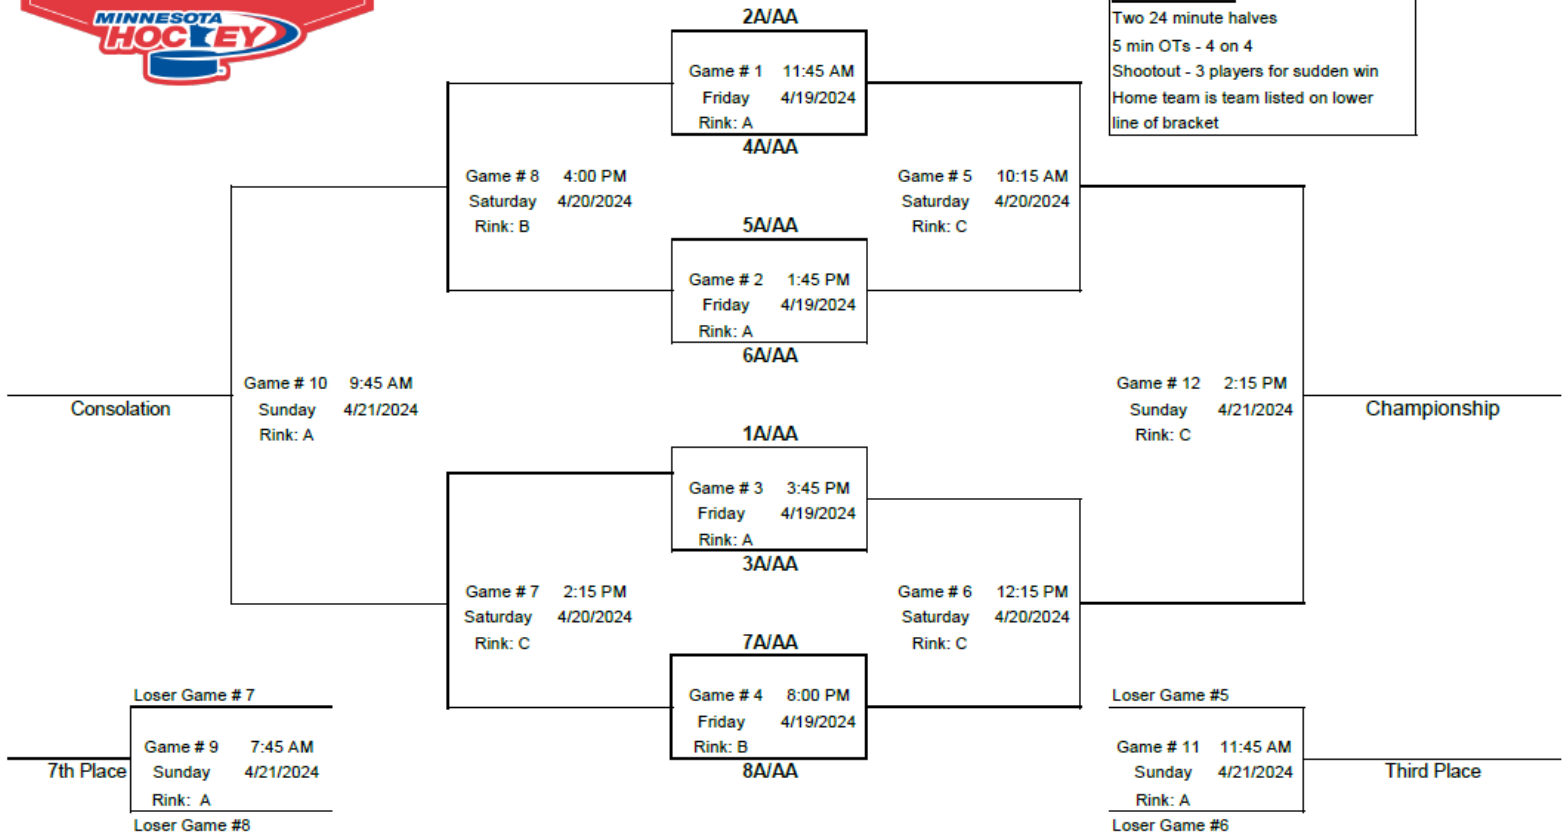 MINNESOTA
HOCKEY
Two 24 minute halves
5 min OTs - 4 on 4
Shootout - 3 players for sudden win
Home team is team listed on lower
line of bracket
2A/AA
Game # 1 11:45 AM
Friday 4/19/2024
Rink: A
4A/AA
Game # 8 4:00 PM
Saturday 4/20/2024
Rink: B
Game # 5 10:15 AM
Saturday 4/20/2024
Rink: C
5A/AA
Game # 2 1:45 PM
Friday 4/19/2024
Rink: A
6A/AA
Game # 10 9:45 AM
Sunday 4/21/2024
Rink: A
Consolation
Game # 12 2:15 PM
Sunday 4/21/2024
Rink: C
Championship
1A/AA
Game # 3 3:45 PM
Friday 4/19/2024
Rink: A
3A/AA
Game # 7 2:15 PM
Saturday 4/20/2024
Rink: C
Game # 6 12:15 PM
Saturday 4/20/2024
Rink: C
7A/AA
Game # 4 8:00 PM
Friday 4/19/2024
Rink: B
8A/AA
Loser Game # 7
Game # 9 7:45 AM
Sunday 4/21/2024
Rink: A
7th Place
Loser Game #8
Loser Game #5
Game # 11 11:45 AM
Sunday 4/21/2024
Rink: A
Third Place
Loser Game #6